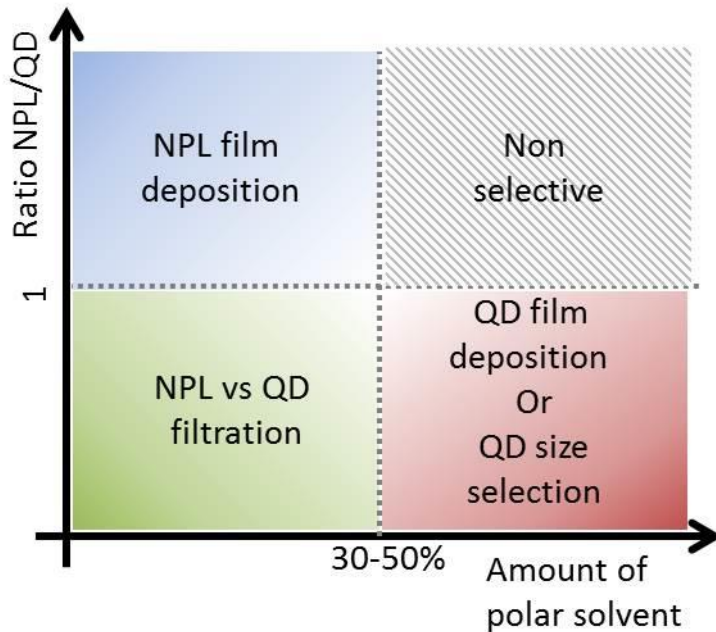 Ratio NPL/QD
1
NPL film
deposition
Non
selective
NPL vs QD
filtration
QD film
deposition
Or
QD size
selection
30-50%
Amount of
polar solvent